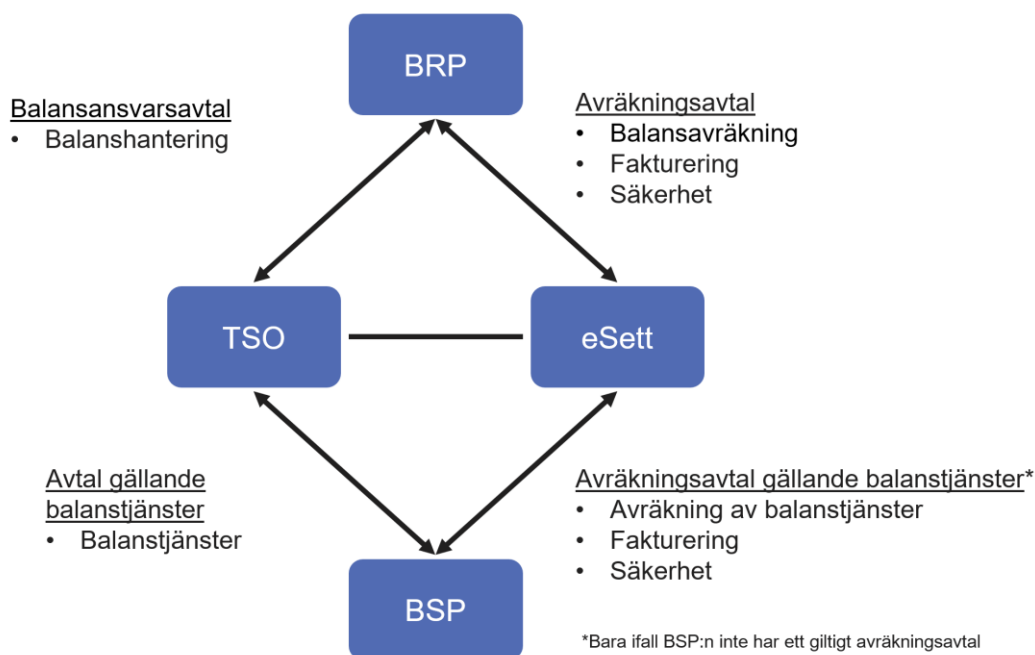 BRP
Balansansvarsavtal
• Balanshantering
Avräkningsavtal
• Balansavräkning
• Fakturering
• Säkerhet
TSO
eSett
Avtal gällande
balanstjänster
• Balanstjänster
Avräkningsavtal gällande balanstjänster*
• Avräkning av balanstjänster
• Fakturering
• Säkerhet
BSP
*Bara ifall BSP:n inte har ett giltigt avräkningsavtal